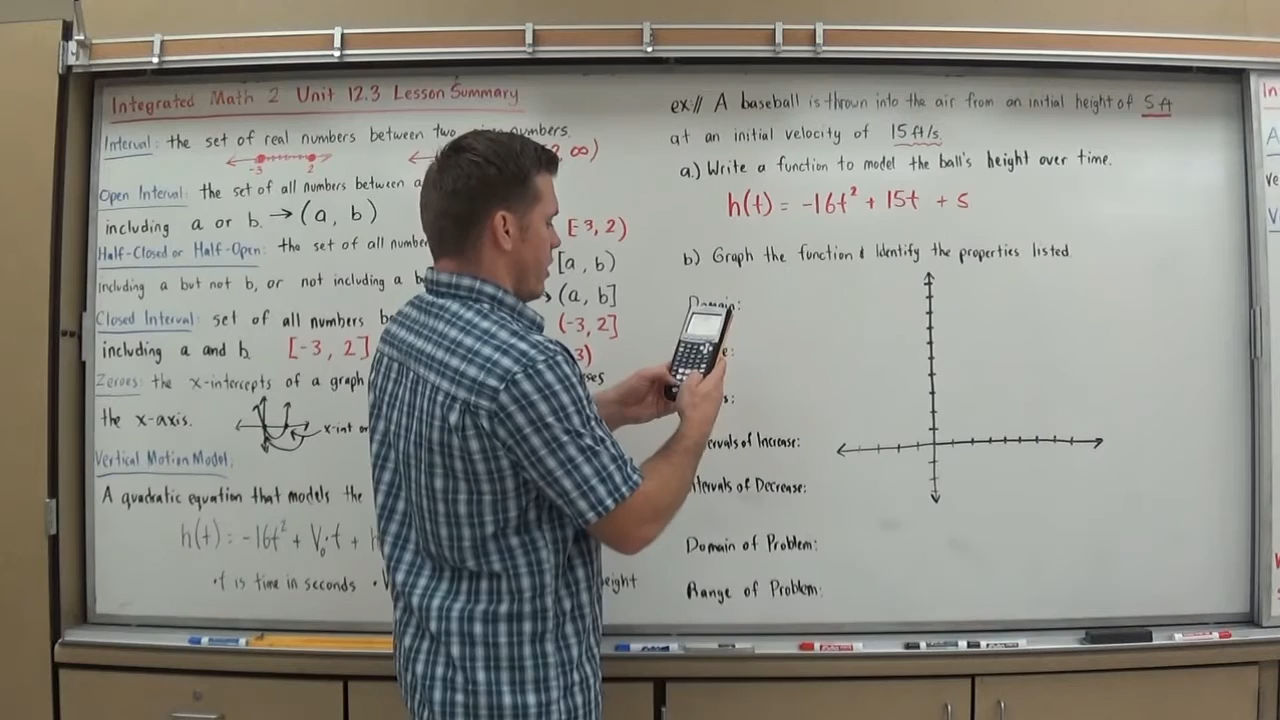 Integrated Math 2 Unit 12.3 Lesson Summary
Interval: the set of real numbers between two numbers.
-3 2 ∞)
Open Interval: the set of all numbers between a
including a or b. → (a, b)
[-3, 2)
Half-Closed or Half-Open: the set of all
[a, b)
including a but not b, or not including a
(a, b]
Closed Interval: set of all numbers
(-3, 2]
including a and b. [-3, 2]
3)
Zeroes: the x-intercepts of a graph
the x-axis. x-int or
Vertical Motion Model:
A quadratic equation that models the
h(t) = -16t² + V₀t +
• t is time in seconds •
ex:// A baseball is thrown into the air from an initial height of 5 ft
at an initial velocity of 15 ft/s.
a.) Write a function to model the ball's height over time.
h(t) = -16t² + 15t + 5
b) Graph the function & Identify the properties listed.
Domain:
of Increase:
of Decrease:
Domain of Problem:
Range of Problem: